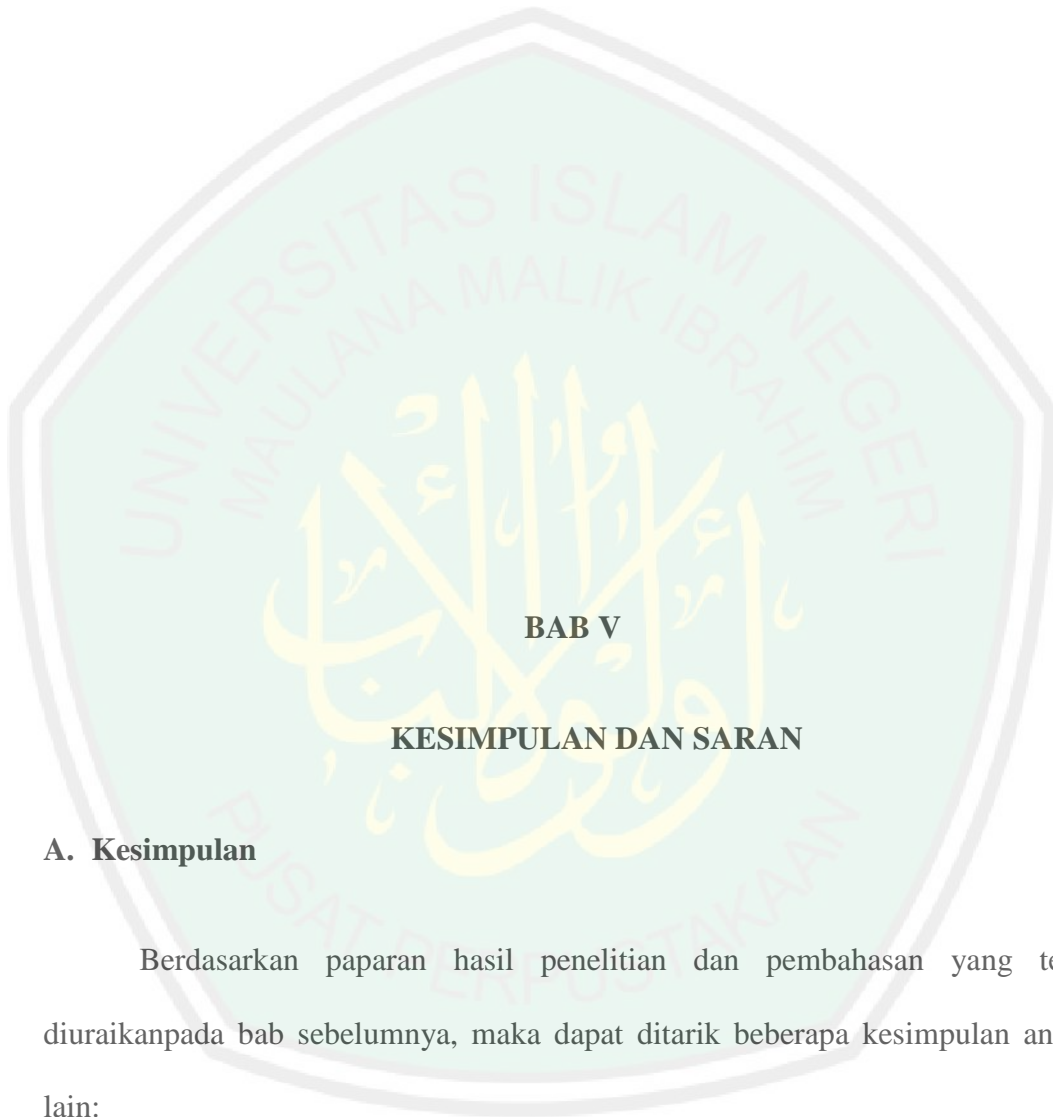 UNIVERSITAS ISLAM NEGERI
MAULANA MALIK IBRAHIM
BAB V
KESIMPULAN DAN SARAN
A. Kesimpulan
Berdasarkan paparan hasil penelitian dan pembahasan yang te
diuraikanpada bab sebelumnya, maka dapat ditarik beberapa kesimpulan an
lain:
PUSAT PERPUSTAKAAN